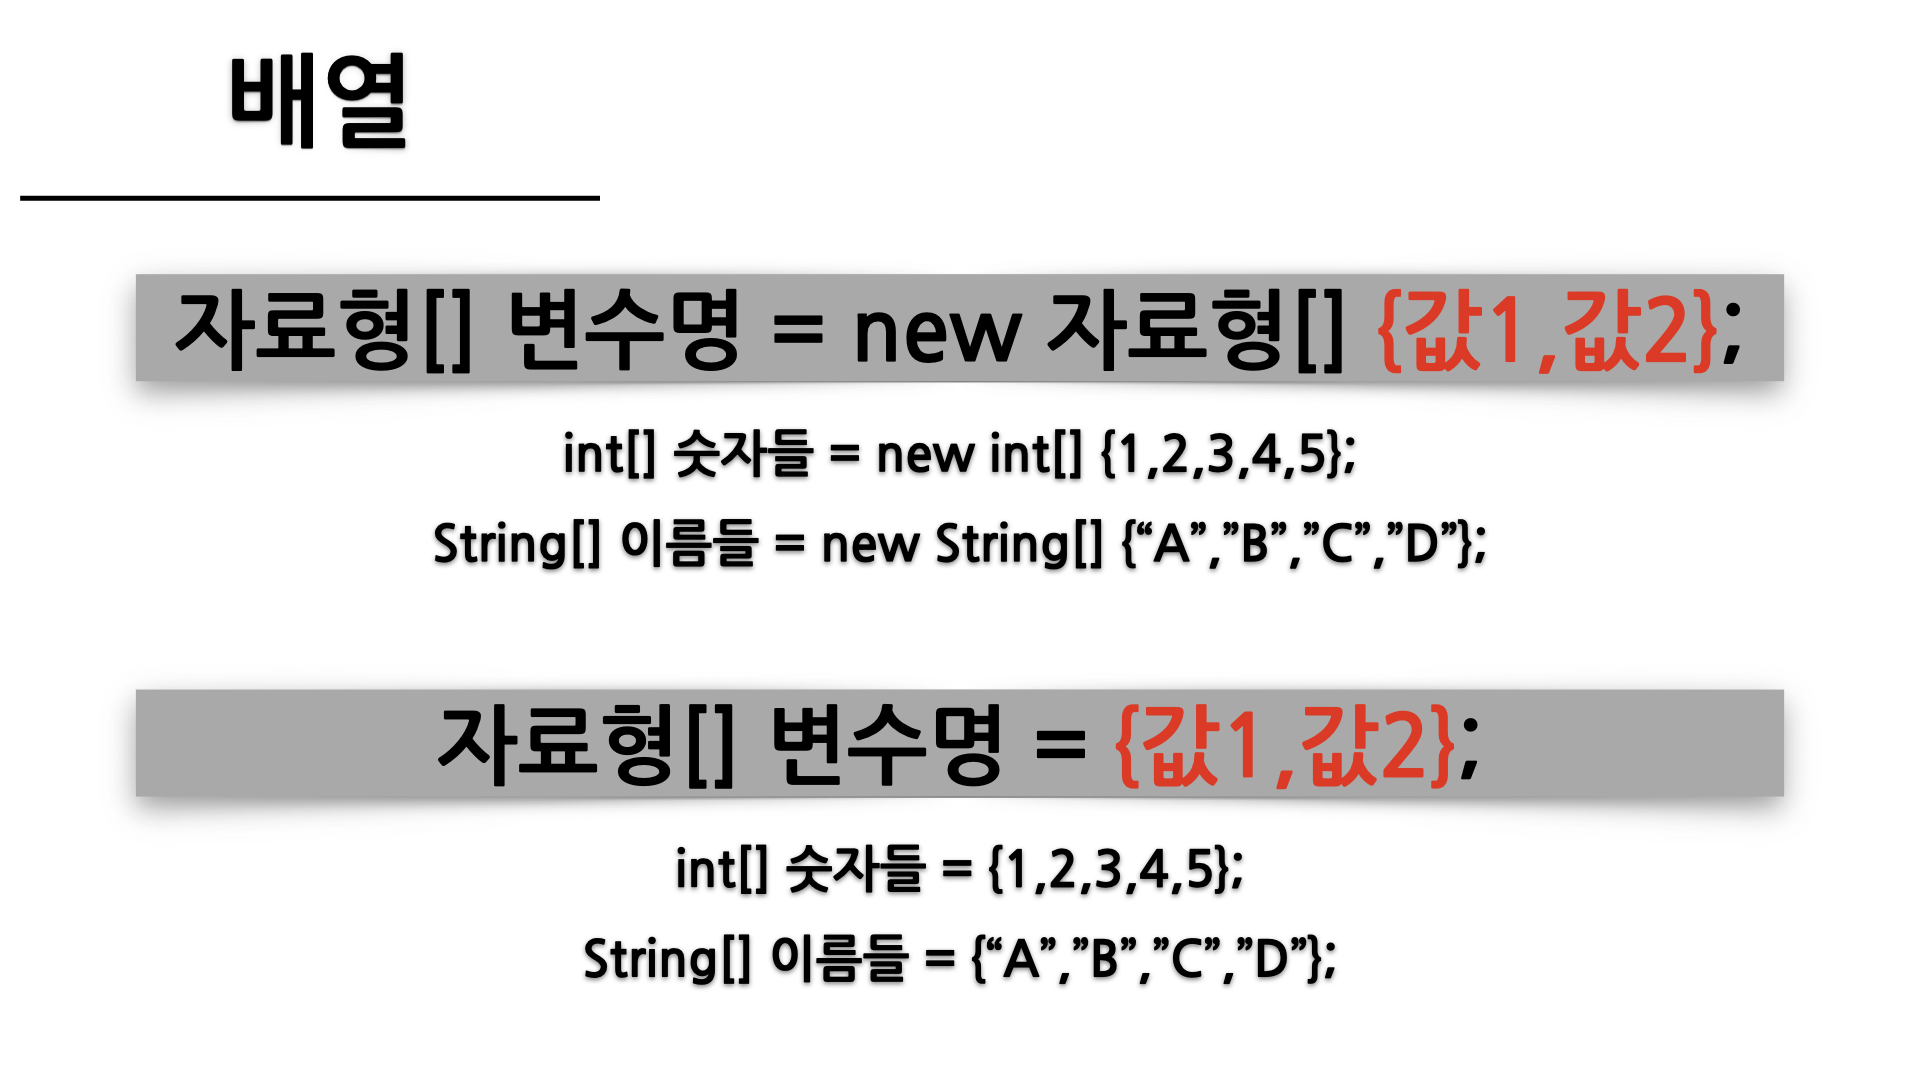 배열
자료형[] 변수명 = new 자료형[] {값1,값2};
int[] 숫자들 = new int[] {1,2,3,4,5};
String[] 이름들 = new String[] {“A”,”B”,”C”,”D”};
자료형[] 변수명 = {값1,값2};
int[] 숫자들 = {1,2,3,4,5};
String[] 이름들 = {“A”,”B”,”C”,”D”};